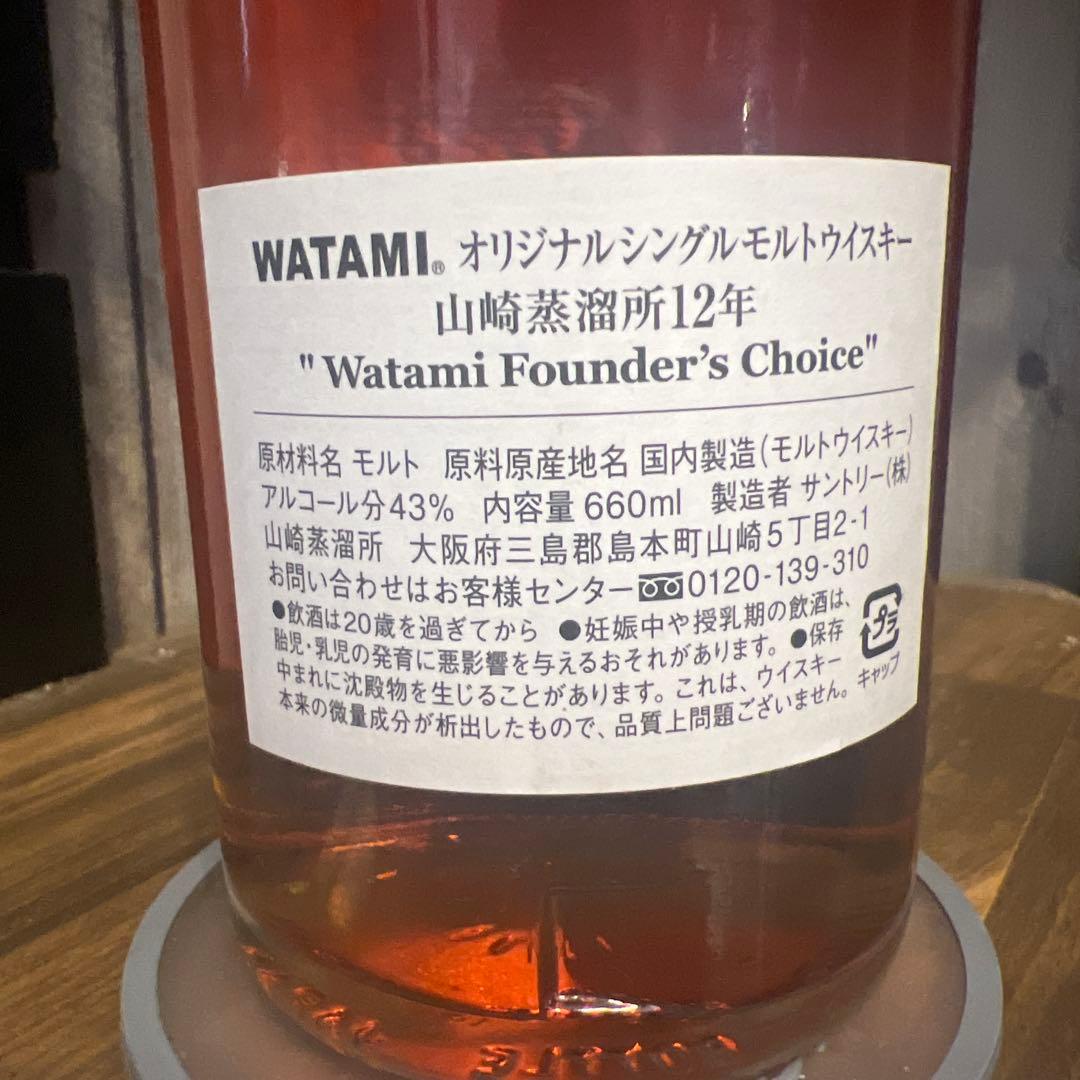 WATAMI® オリジナルシングルモルトウイスキー
山崎蒸溜所12年
"Watami Founder's Choice"
原材料名 モルト 原料原産地名 国内製造(モルトウイスキー)
アルコール分43% 内容量 660ml 製造者 サントリー(株)
山崎蒸溜所 大阪府三島郡島本町山崎5丁目2-1
お問い合わせはお客様センター 0120-139-310
●飲酒は20歳を過ぎてから ●妊娠中や授乳期の飲酒は、
胎児・乳児の発育に悪影響を与えるおそれがあります。●保存
中まれに沈殿物を生じることがあります。これは、ウイスキー
本来の微量成分が析出したもので、品質上問題ございません。
プラ
キャップ